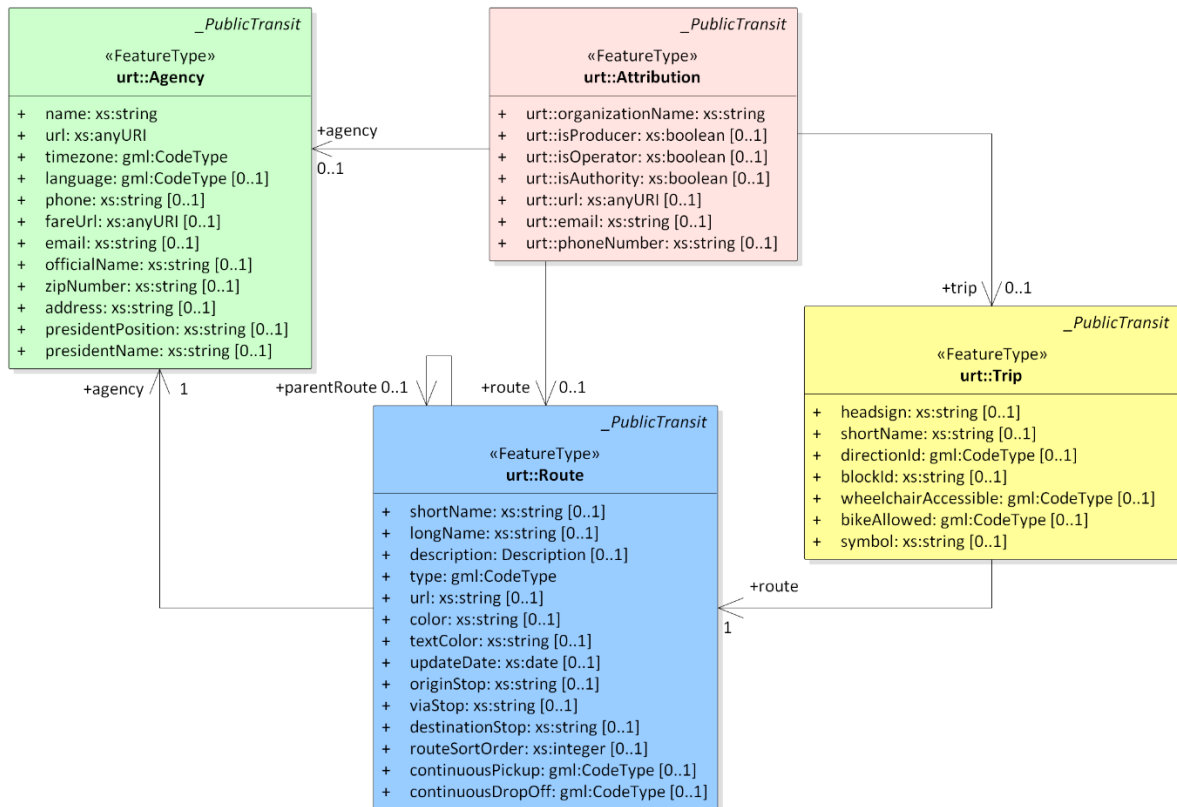 _PublicTransit
«FeatureType»
urt::Agency
+ name: xs:string
+ url: xs:anyURI
+ timezone: gml:CodeType
+ language: gml:CodeType [0..1]
+ phone: xs:string [0..1]
+ fareUrl: xs:anyURI [0..1]
+ email: xs:string [0..1]
+ officialName: xs:string [0..1]
+ zipNumber: xs:string [0..1]
+ address: xs:string [0..1]
+ presidentPosition: xs:string [0..1]
+ presidentName: xs:string [0..1]
_PublicTransit
«FeatureType»
urt::Attribution
+ urt::organizationName: xs:string
+ urt::isProducer: xs:boolean [0..1]
+ urt::isOperator: xs:boolean [0..1]
+ urt::isAuthority: xs:boolean [0..1]
+ urt::url: xs:anyURI [0..1]
+ urt::email: xs:string [0..1]
+ urt::phoneNumber: xs:string [0..1]
+agency
0..1
+trip 0..1
_PublicTransit
«FeatureType»
urt::Trip
+ headsign: xs:string [0..1]
+ shortName: xs:string [0..1]
+ directionId: gml:CodeType [0..1]
+ blockId: xs:string [0..1]
+ wheelchairAccessible: gml:CodeType [0..1]
+ bikeAllowed: gml:CodeType [0..1]
+ symbol: xs:string [0..1]
+agency 1
+parentRoute 0..1
+route 0..1
_PublicTransit
«FeatureType»
urt::Route
+ shortName: xs:string [0..1]
+ longName: xs:string [0..1]
+ description: Description [0..1]
+ type: gml:CodeType
+ url: xs:string [0..1]
+ color: xs:string [0..1]
+ textColor: xs:string [0..1]
+ updateDate: xs:date [0..1]
+ originStop: xs:string [0..1]
+ viaStop: xs:string [0..1]
+ destinationStop: xs:string [0..1]
+ routeSortOrder: xs:integer [0..1]
+ continuousPickup: gml:CodeType [0..1]
+ continuousDropOff: gml:CodeType [0..1]
+route
1